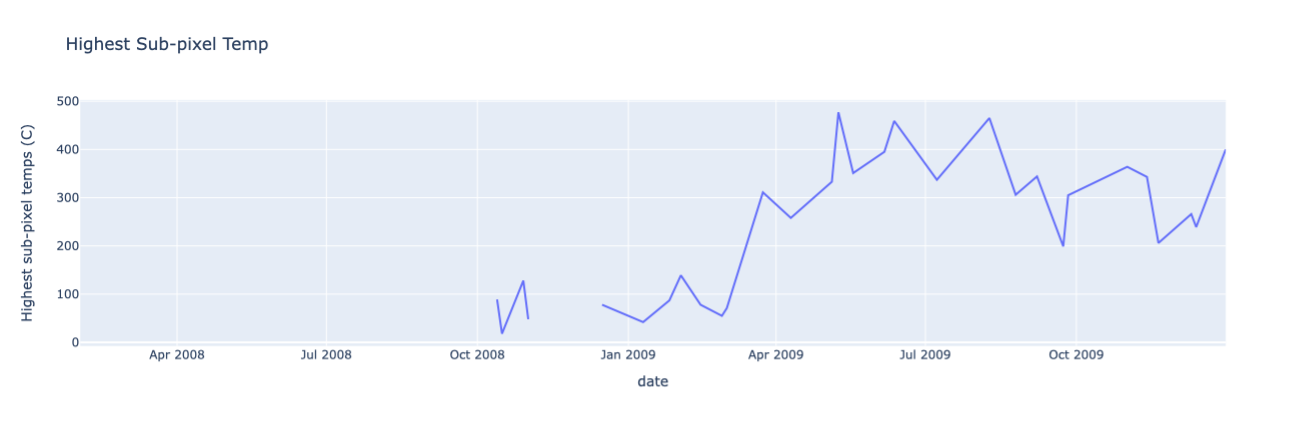 Highest Sub-pixel Temp
Highest sub-pixel temps (C)
500
400
300
200
100
0
Apr 2008 Jul 2008 Oct 2008 Jan 2009 Apr 2009 Jul 2009 Oct 2009
date